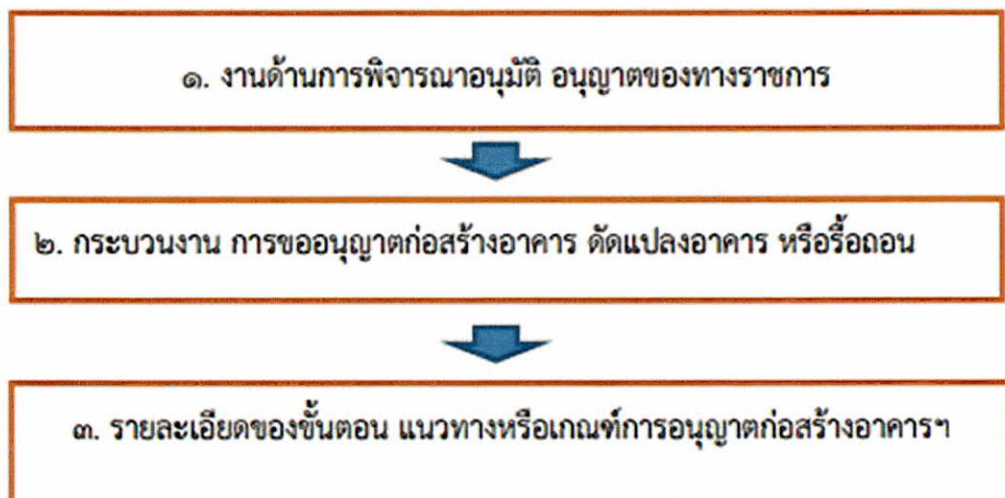 ๑. งานด้านการพิจารณาอนุมัติ อนุญาตของทางราชการ
๒. กระบวนงาน การขออนุญาตก่อสร้างอาคาร ดัดแปลงอาคาร หรือรื้อถอน
๓. รายละเอียดของขั้นตอน แนวทางหรือเกณฑ์การอนุญาตก่อสร้างอาคารฯ